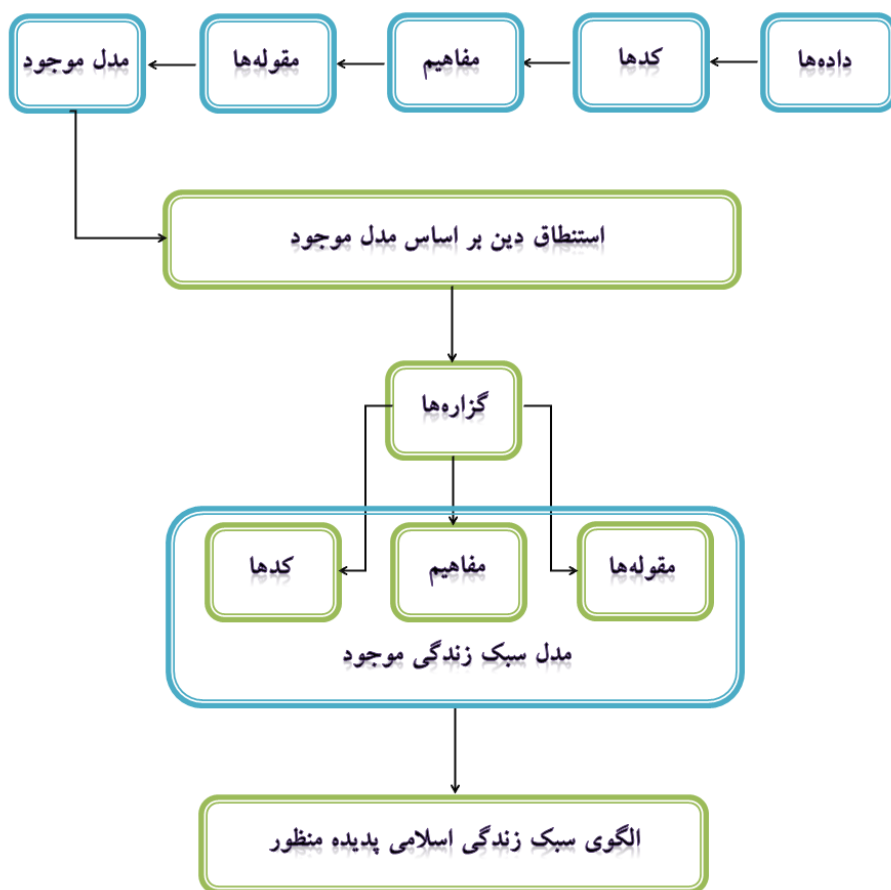 داده‌ها
کدها
مفاهیم
مقوله‌ها
مدل موجود
استنطاق دین بر اساس مدل موجود
گزاره‌ها
مقوله‌ها
مفاهیم
کدها
مدل سبک زندگی موجود
الگوی سبک زندگی اسلامی پدیده منظور